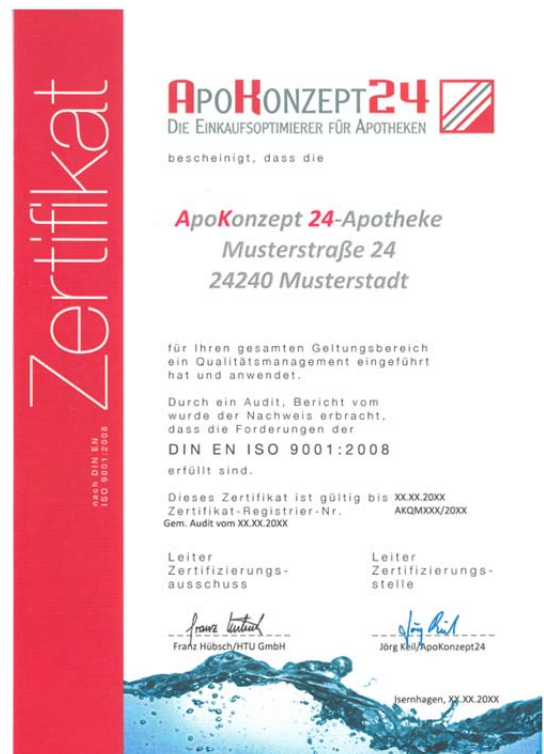 Zertifikat
nach DIN EN
ISO 9001:2008
APOKONZEPT24
DIE EINKAUFSOPTIMIERER FÜR APOTHEKEN
bescheinigt, dass die
ApoKonzept 24-Apotheke
Musterstraße 24
24240 Musterstadt
für Ihren gesamten Geltungsbereich
ein Qualitätsmanagement eingeführt
hat und anwendet.
Durch ein Audit, Bericht vom
wurde der Nachweis erbracht,
dass die Forderungen der
DIN EN ISO 9001:2008
erfüllt sind.
Dieses Zertifikat ist gültig bis XX.XX.20XX
Zertifikat-Registrier-Nr. AKQMXXX/20XX
Gem. Audit vom XX.XX.20XX
Leiter
Zertifizierungs-
ausschuss
Leiter
Zertifizierungs-
stelle
Franz Hübsch/HTU GmbH
Jörg Keil/ApoKonzept24
Isernhagen, XX.XX.20XX